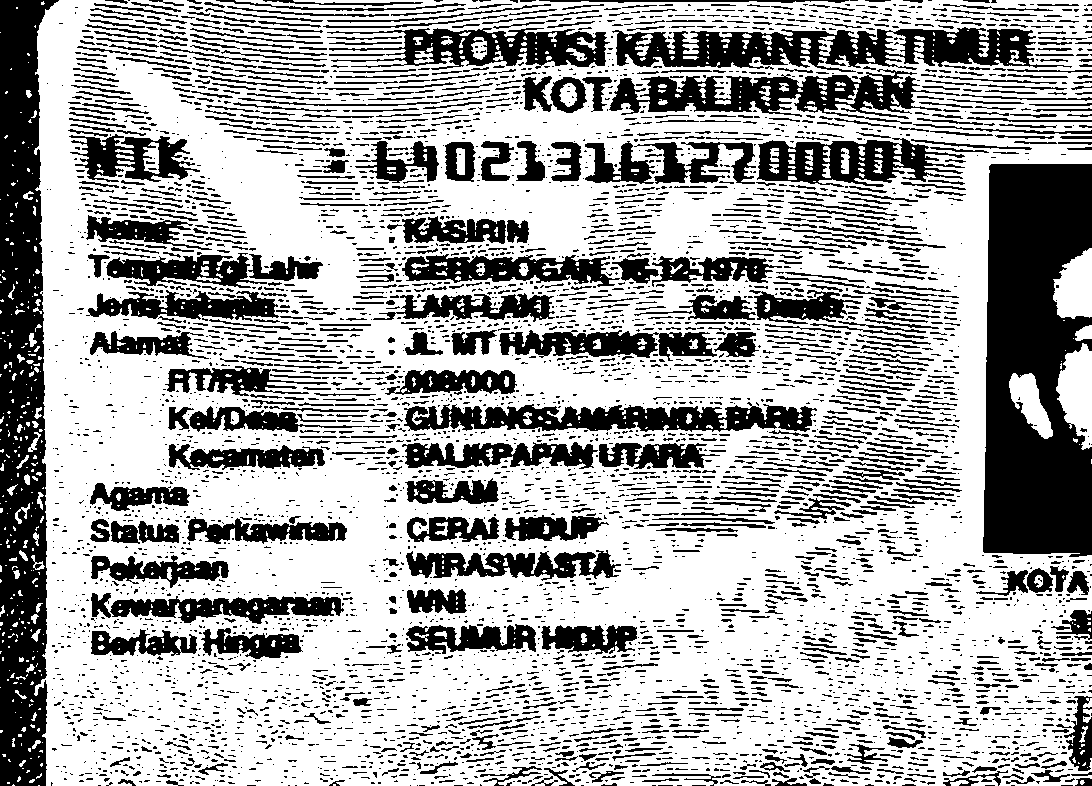 PROVINSI KALIMANTAN TIMUR
KOTA BALIKPAPAN
NIK : 6402131612700004
Nama : KASIRIN
Tempat/Tgl Lahir : GEROBOGAN, 16-12-1970
Jenis kelamin : LAKI-LAKI Gol. Darah : -
Alamat : JL. MT HARYONO NO. 45
RT/RW : 008/000
Kel/Desa : GUNUNGSAMARINDA BARU
Kecamatan : BALIKPAPAN UTARA
Agama : ISLAM
Status Perkawinan : CERAI HIDUP
Pekerjaan : WIRASWASTA
Kewarganegaraan : WNI
Berlaku Hingga : SEUMUR HIDUP
KOTA